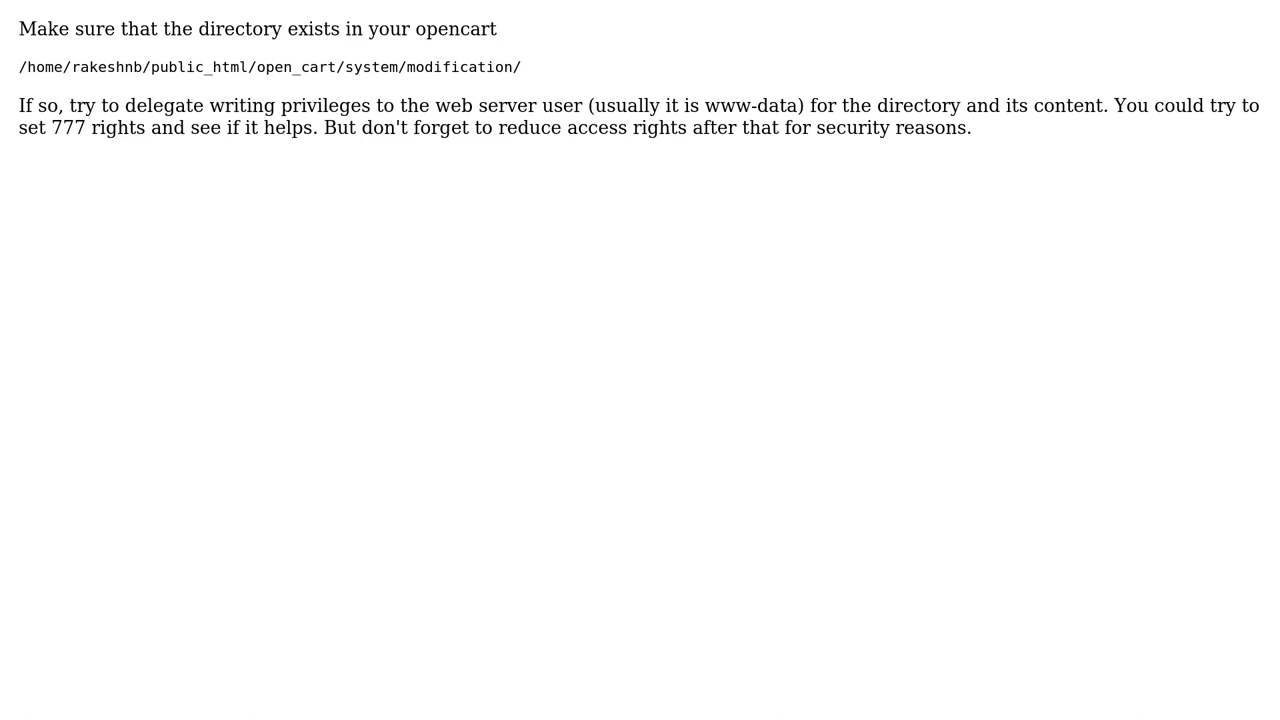 Make sure that the directory exists in your opencart
/home/rakeshnb/public_html/open_cart/system/modification/
If so, try to delegate writing privileges to the web server user (usually it is www-data) for the directory and its content. You could try to
set 777 rights and see if it helps. But don't forget to reduce access rights after that for security reasons.